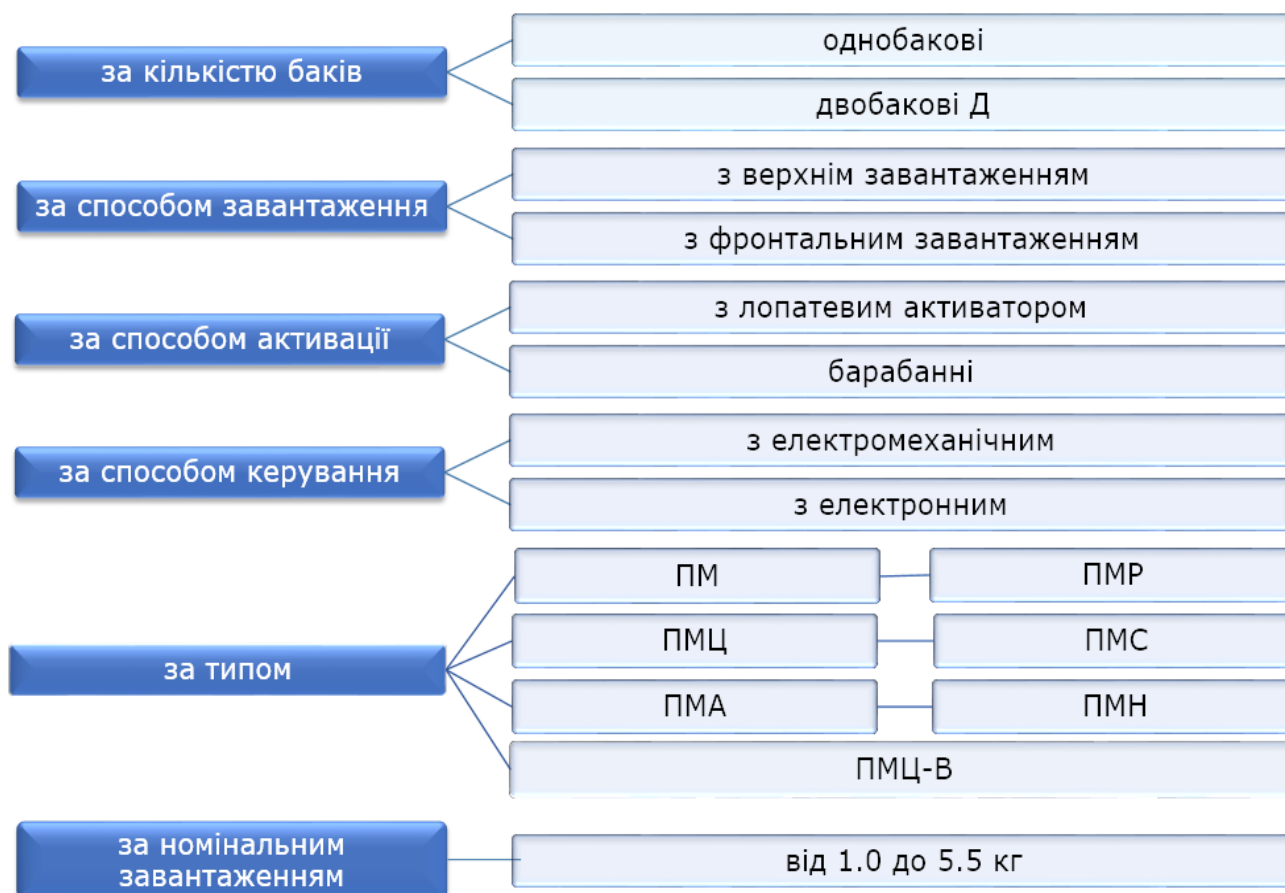 за кількістю баків
однобакові
двобакові Д
за способом завантаження
з верхнім завантаженням
з фронтальним завантаженням
за способом активації
з лопатевим активатором
барабанні
за способом керування
з електромеханічним
з електронним
за типом
ПМ
ПМР
ПМЦ
ПМС
ПМА
ПМН
ПМЦ-В
за номінальним
завантаженням
від 1.0 до 5.5 кг